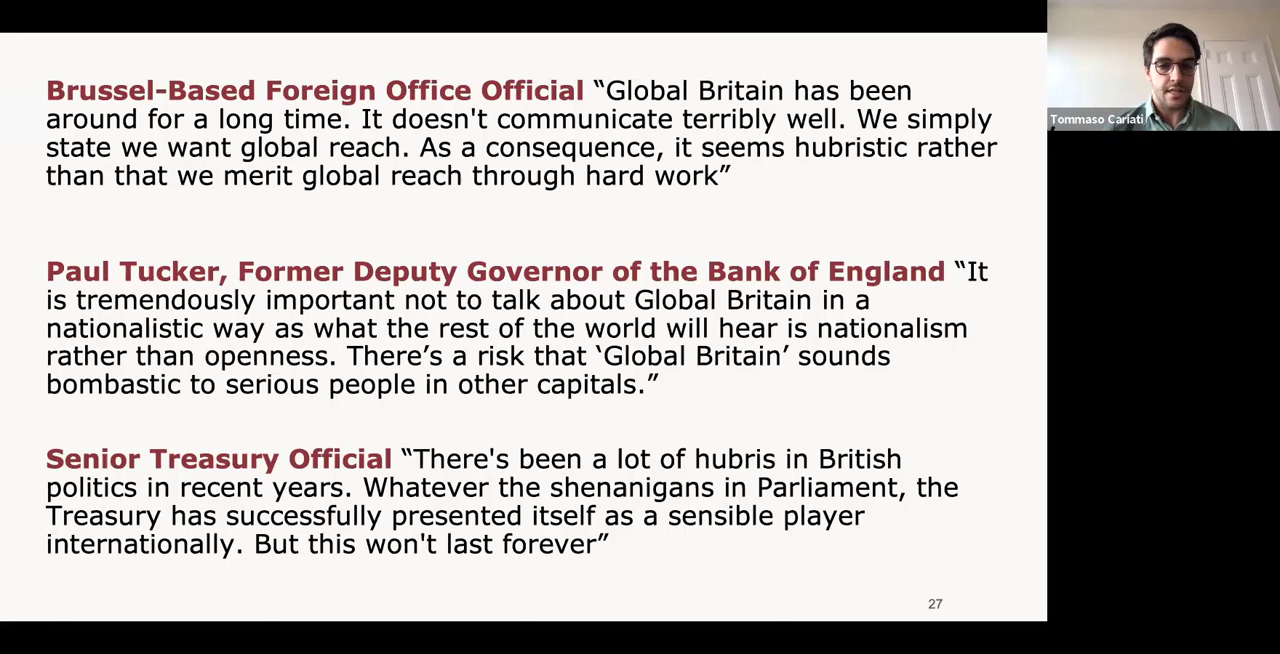 Brussel-Based Foreign Office Official “Global Britain has been
around for a long time. It doesn't communicate terribly well. We simply
state we want global reach. As a consequence, it seems hubristic rather
than that we merit global reach through hard work”
Paul Tucker, Former Deputy Governor of the Bank of England “It
is tremendously important not to talk about Global Britain in a
nationalistic way as what the rest of the world will hear is nationalism
rather than openness. There’s a risk that ‘Global Britain’ sounds
bombastic to serious people in other capitals.”
Senior Treasury Official “There's been a lot of hubris in British
politics in recent years. Whatever the shenanigans in Parliament, the
Treasury has successfully presented itself as a sensible player
internationally. But this won't last forever”
27
Tommaso Cariati